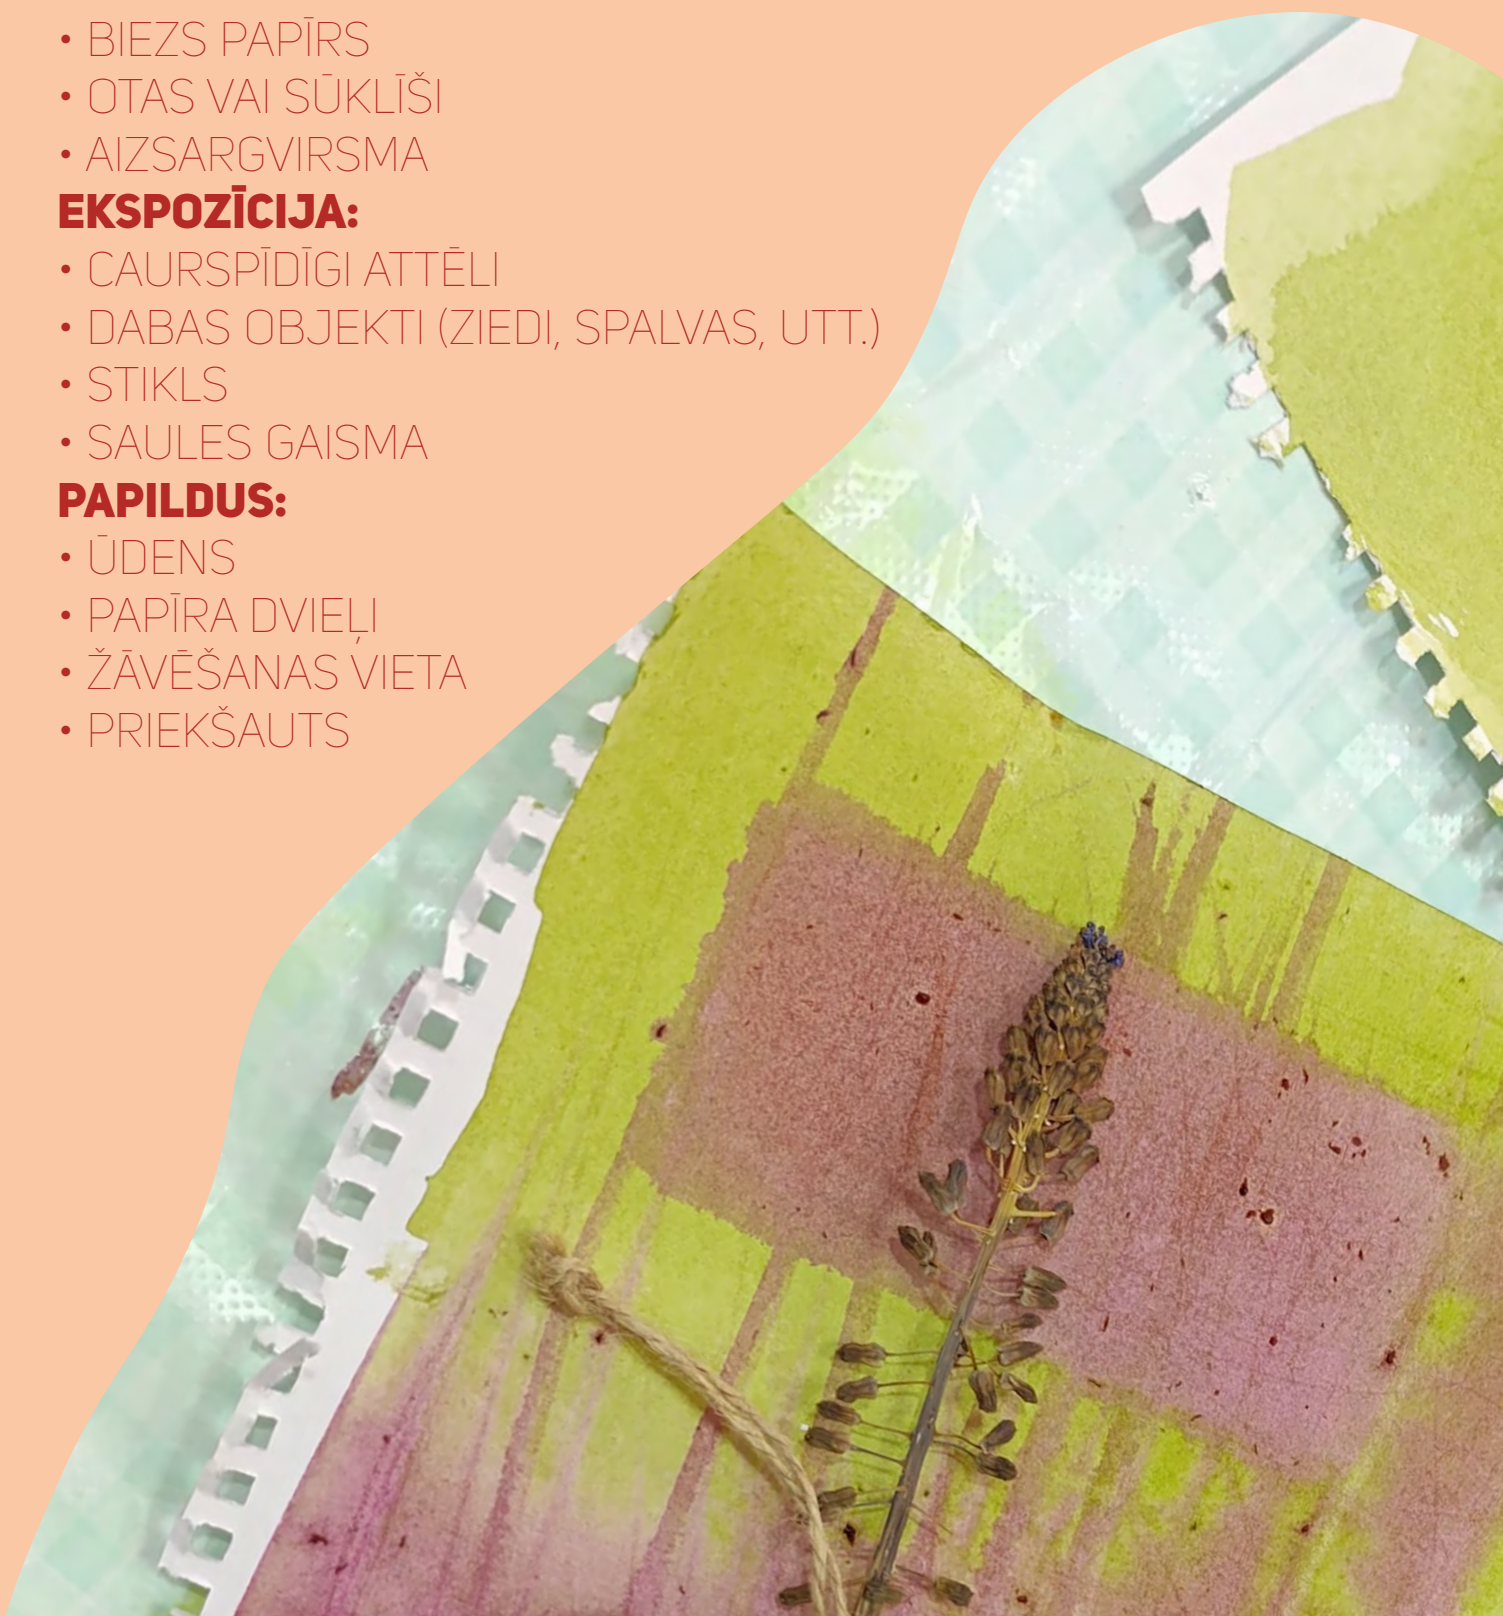 • BIEZS PAPĪRS
• OTAS VAI SŪKLĪŠI
• AIZSARGVIRSMA
EKSPOZĪCIJA:
• CAURSPĪDĪGI ATTĒLI
• DABAS OBJEKTI (ZIEDI, SPALVAS, UTT.)
• STIKLS
• SAULES GAISMA
PAPILDUS:
• ŪDENS
• PAPĪRA DVIEĻI
• ŽĀVĒŠANAS VIETA
• PRIEKŠAUTS